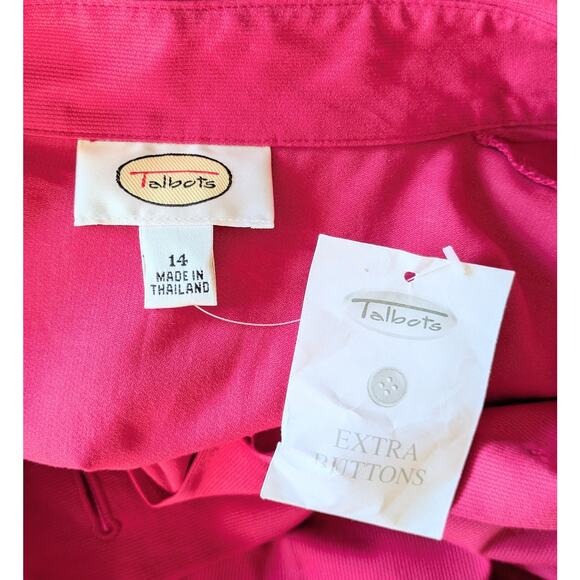 Talbots
14
MADE IN
THAILAND
Talbots
EXTRA
BUTTONS